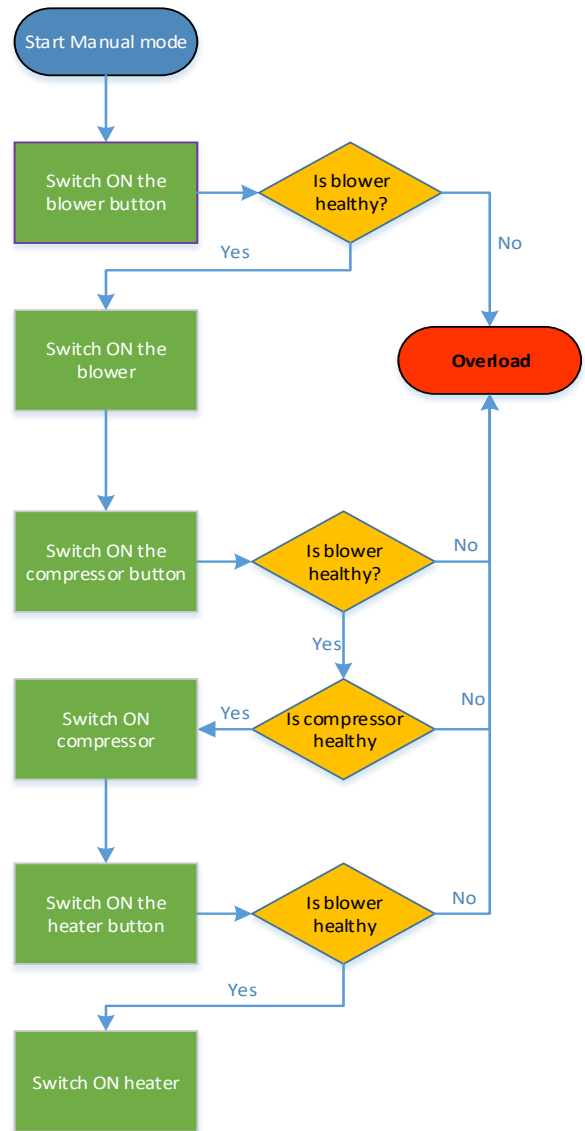 Start Manual mode
Switch ON the
blower button
Is blower
healthy?
Yes
No
Switch ON the
blower
Overload
Switch ON the
compressor button
Is blower
healthy?
No
Yes
Switch ON
compressor
Yes
Is compressor
healthy
No
Switch ON the
heater button
Is blower
healthy
No
Yes
Switch ON heater